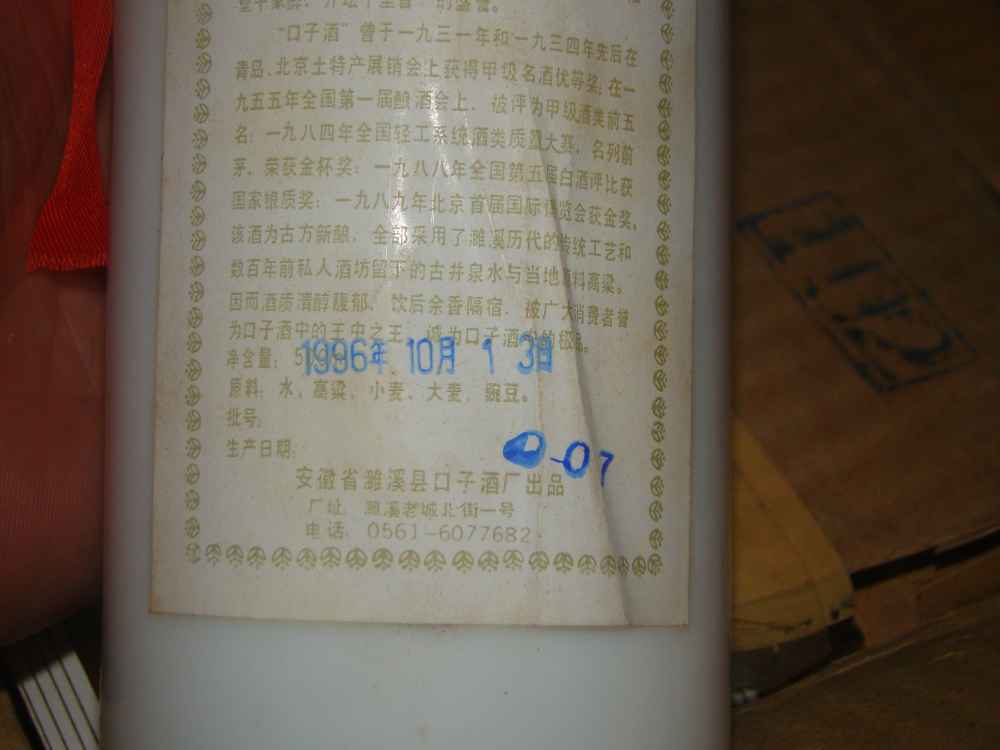 "口子酒"曾于一九三一年和一九三四年先后在
青岛、北京土特产展销会上获得甲级名酒优等奖;在一
九五五年全国第一届酿酒会上,被评为甲级酒类前五
名;一九八四年全国轻工系统酒类质量大赛,名列前
茅,荣获金杯奖;一九八八年全国第五届白酒评比获
国家银质奖;一九八九年北京首届国际博览会获金奖。
该酒为古方新酿,全部采用了濉溪历代的传统工艺和
数百年前私人酒坊留下的古井泉水与当地原料高粱。
因而酒质清醇馥郁,饮后余香隔宿,被广大消费者誉
为口子酒中的王中之王,诚为口子酒的极品。
净含量:
1996年10月13日
原料:水、高粱、小麦、大麦、豌豆。
批号:
生产日期:
-07
安徽省濉溪县口子酒厂出品
厂址:濉溪老城北街一号
电话:0561-6077682